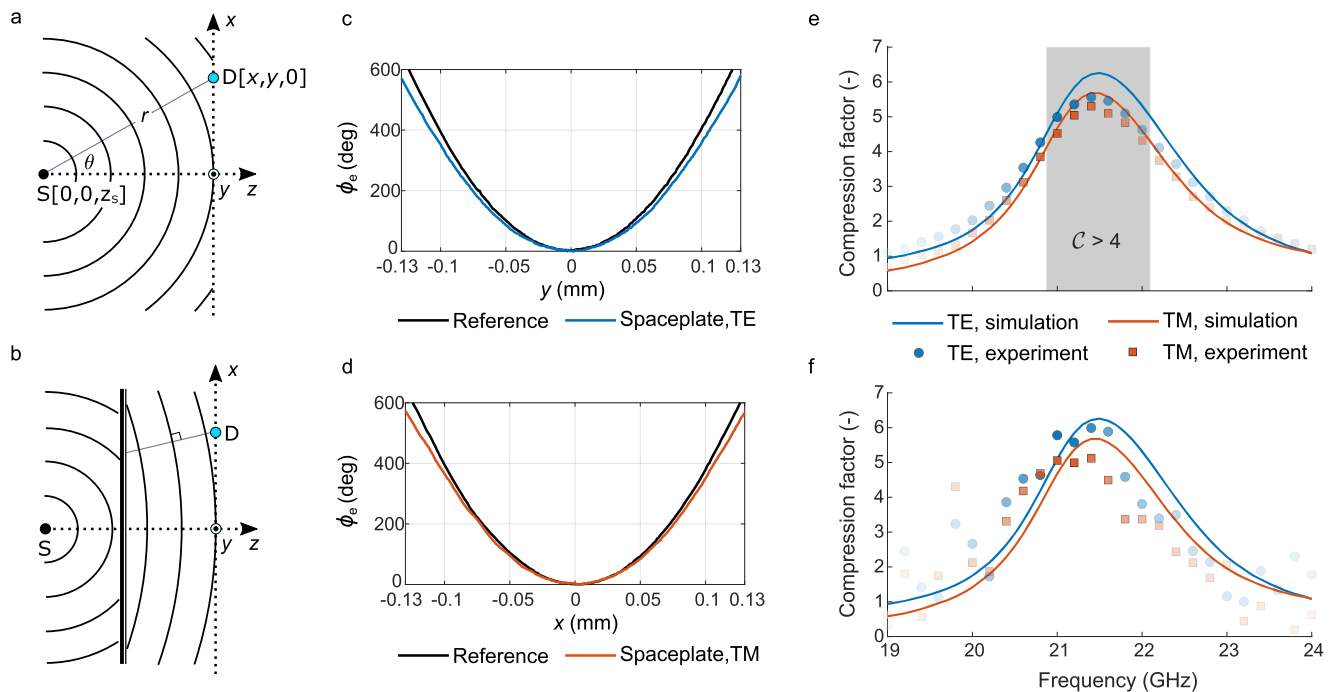 a
x
D[x,y,0]
r
θ
S[0,0,zₛ]
y
z
b
x
D
S
y
z
c
600
400
200
0
ϕₑ (deg)
-0.13
-0.1
-0.05
0
0.05
0.1
0.13
y (mm)
Reference
Spaceplate,TE
d
600
400
200
0
ϕₑ (deg)
-0.13
-0.1
-0.05
0
0.05
0.1
0.13
x (mm)
Reference
Spaceplate,TM
e
7
6
5
4
3
2
1
0
Compression factor (-)
𝒞 > 4
TE, simulation
TM, simulation
TE, experiment
TM, experiment
f
7
6
5
4
3
2
1
0
Compression factor (-)
19
20
21
22
23
24
Frequency (GHz)